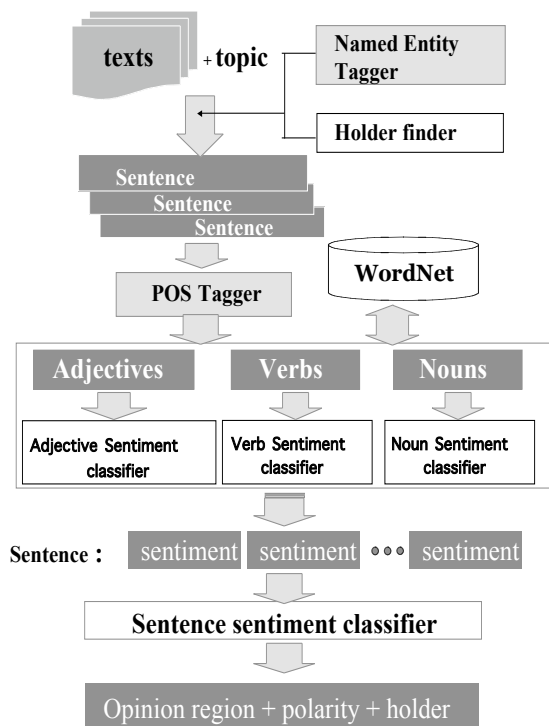 texts
+ topic
Named Entity
Tagger
Holder finder
Sentence
Sentence
Sentence
POS Tagger
WordNet
Adjectives
Verbs
Nouns
Adjective Sentiment
classifier
Verb Sentiment
classifier
Noun Sentiment
classifier
Sentence :
sentiment
sentiment
sentiment
Sentence sentiment classifier
Opinion region + polarity + holder